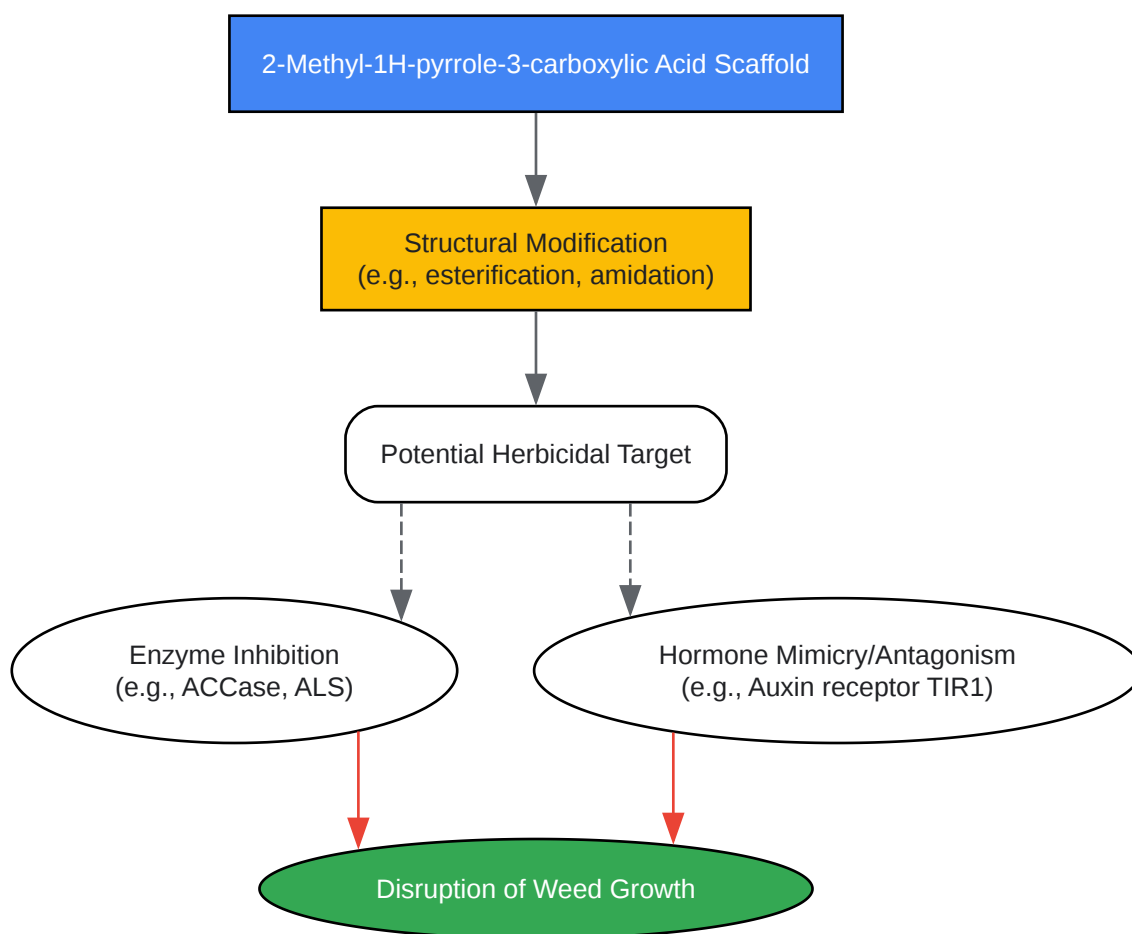 2-Methyl-1H-pyrrole-3-carboxylic Acid Scaffold
Structural Modification
(e.g., esterification, amidation)
Potential Herbicidal Target
Enzyme Inhibition
(e.g., ACCase, ALS)
Hormone Mimicry/Antagonism
(e.g., Auxin receptor TIR1)
Disruption of Weed Growth